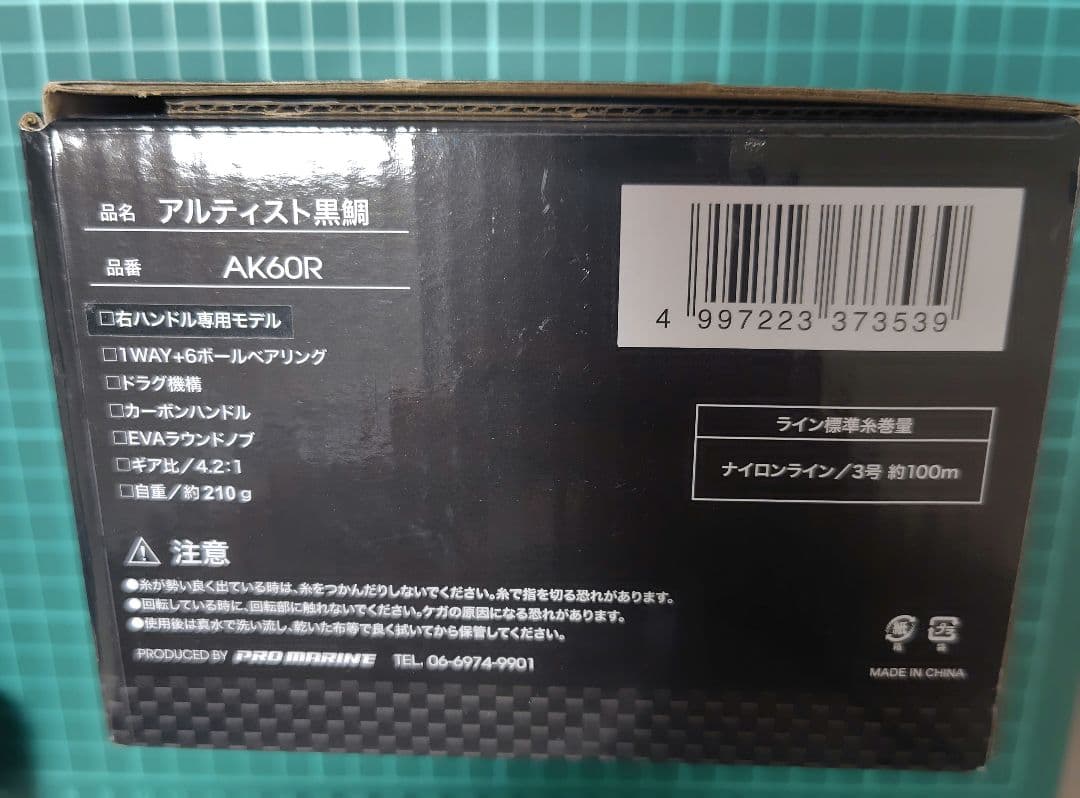 品名 アルティスト黒鯛
品番 AK60R
□右ハンドル専用モデル
□1WAY+6ボールベアリング
□ドラグ機構
□カーボンハンドル
□EVAラウンドノブ
□ギア比/4.2:1
□自重/約210g
4 997223 373539
ライン標準糸巻量
ナイロンライン/3号 約100m
⚠ 注意
●糸が勢い良く出ている時は、糸をつかんだりしないでください。糸で指を切る恐れがあります。
●回転している時に、回転部に触れないでください。ケガの原因になる恐れがあります。
●使用後は真水で洗い流し、乾いた布等で良く拭いてから保管してください。
PRODUCED BY PRO MARINE TEL. 06-6974-9901
紙 プラ
箱 袋
MADE IN CHINA